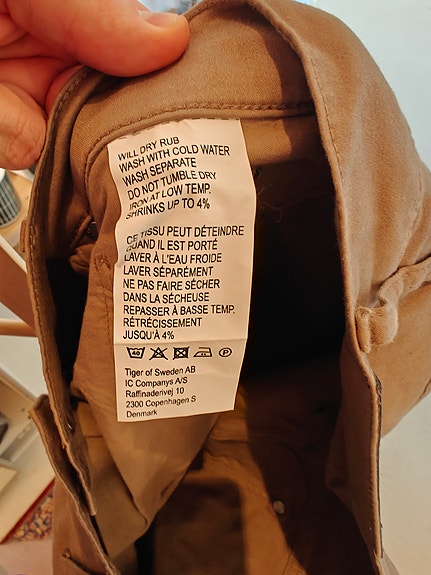 WILL DRY RUB
WASH WITH COLD WATER
WASH SEPARATE
DO NOT TUMBLE DRY
IRON AT LOW TEMP.
SHRINKS UP TO 4%
CE TISSU PEUT DÉTEINDRE
QUAND IL EST PORTÉ
LAVER À L'EAU FROIDE
LAVER SÉPARÉMENT
NE PAS FAIRE SÉCHER
DANS LA SÉCHEUSE
REPASSER À BASSE TEMP.
RÉTRÉCISSEMENT
JUSQU'À 4%
40 P
Tiger of Sweden AB
IC Companys A/S
Raffinaderivej 10
2300 Copenhagen S
Denmark